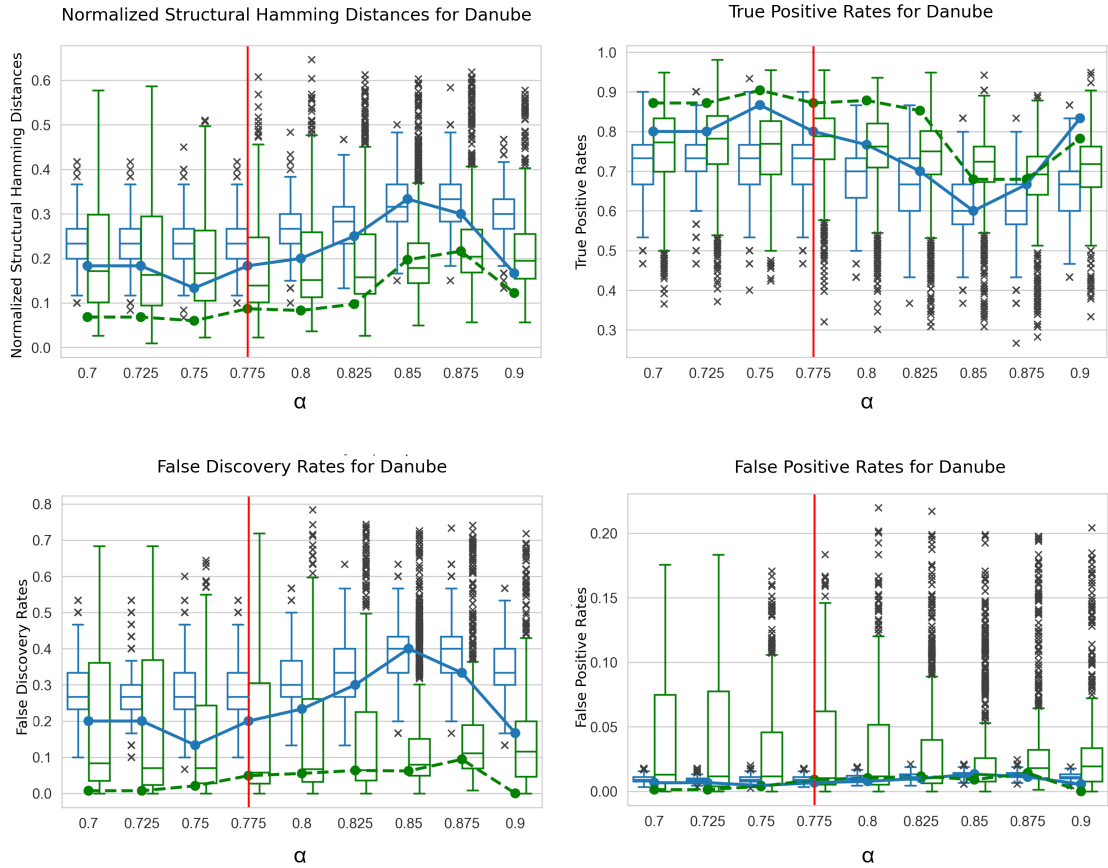 Normalized Structural Hamming Distances for Danube
Normalized Structural Hamming Distances
0.6
0.5
0.4
0.3
0.2
0.1
0.0
0.7 0.725 0.75 0.775 0.8 0.825 0.85 0.875 0.9
α
True Positive Rates for Danube
True Positive Rates
1.0
0.9
0.8
0.7
0.6
0.5
0.4
0.3
0.7 0.725 0.75 0.775 0.8 0.825 0.85 0.875 0.9
α
False Discovery Rates for Danube
False Discovery Rates
0.8
0.7
0.6
0.5
0.4
0.3
0.2
0.1
0.0
0.7 0.725 0.75 0.775 0.8 0.825 0.85 0.875 0.9
α
False Positive Rates for Danube
False Positive Rates
0.20
0.15
0.10
0.05
0.00
0.7 0.725 0.75 0.775 0.8 0.825 0.85 0.875 0.9
α